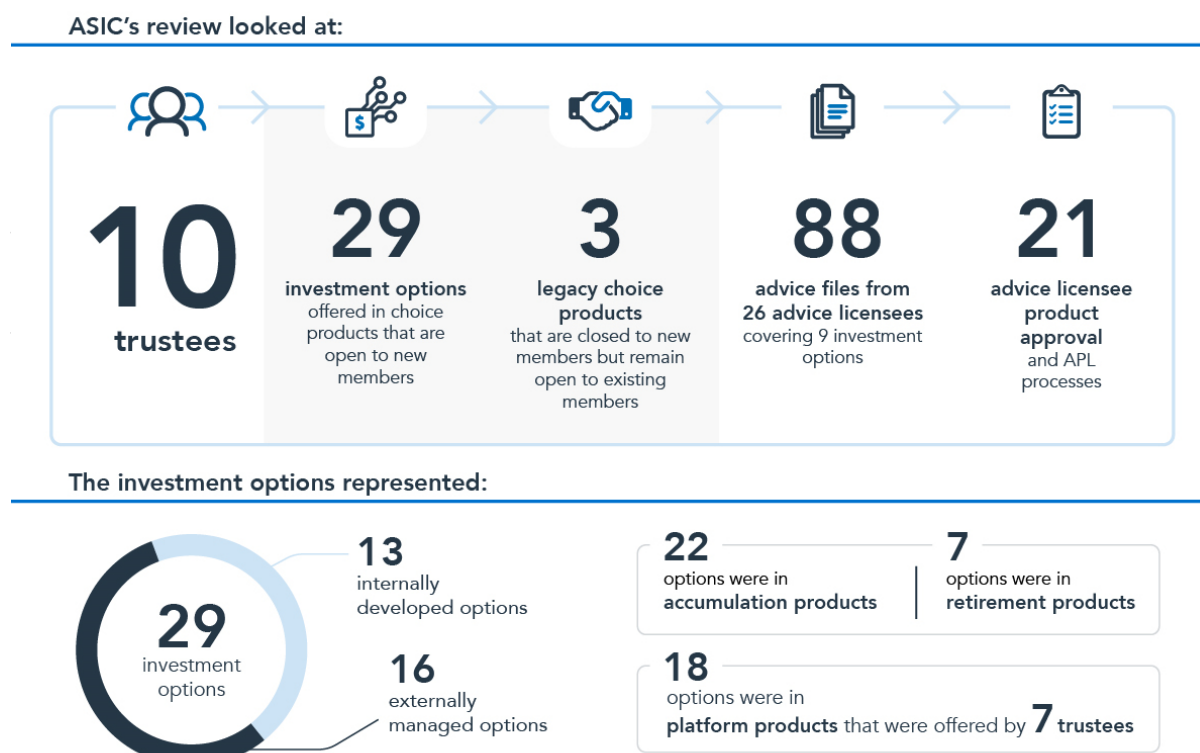 ASIC’s review looked at:
$
10
trustees
29
investment options
offered in choice
products that are
open to new
members
3
legacy choice
products
that are closed to new
members but remain
open to existing
members
88
advice files from
26 advice licensees
covering 9 investment
options
21
advice licensee
product
approval
and APL
processes
The investment options represented:
29
investment
options
13
internally
developed options
16
externally
managed options
22
options were in
accumulation products
7
options were in
retirement products
18
options were in
platform products that were offered by 7 trustees